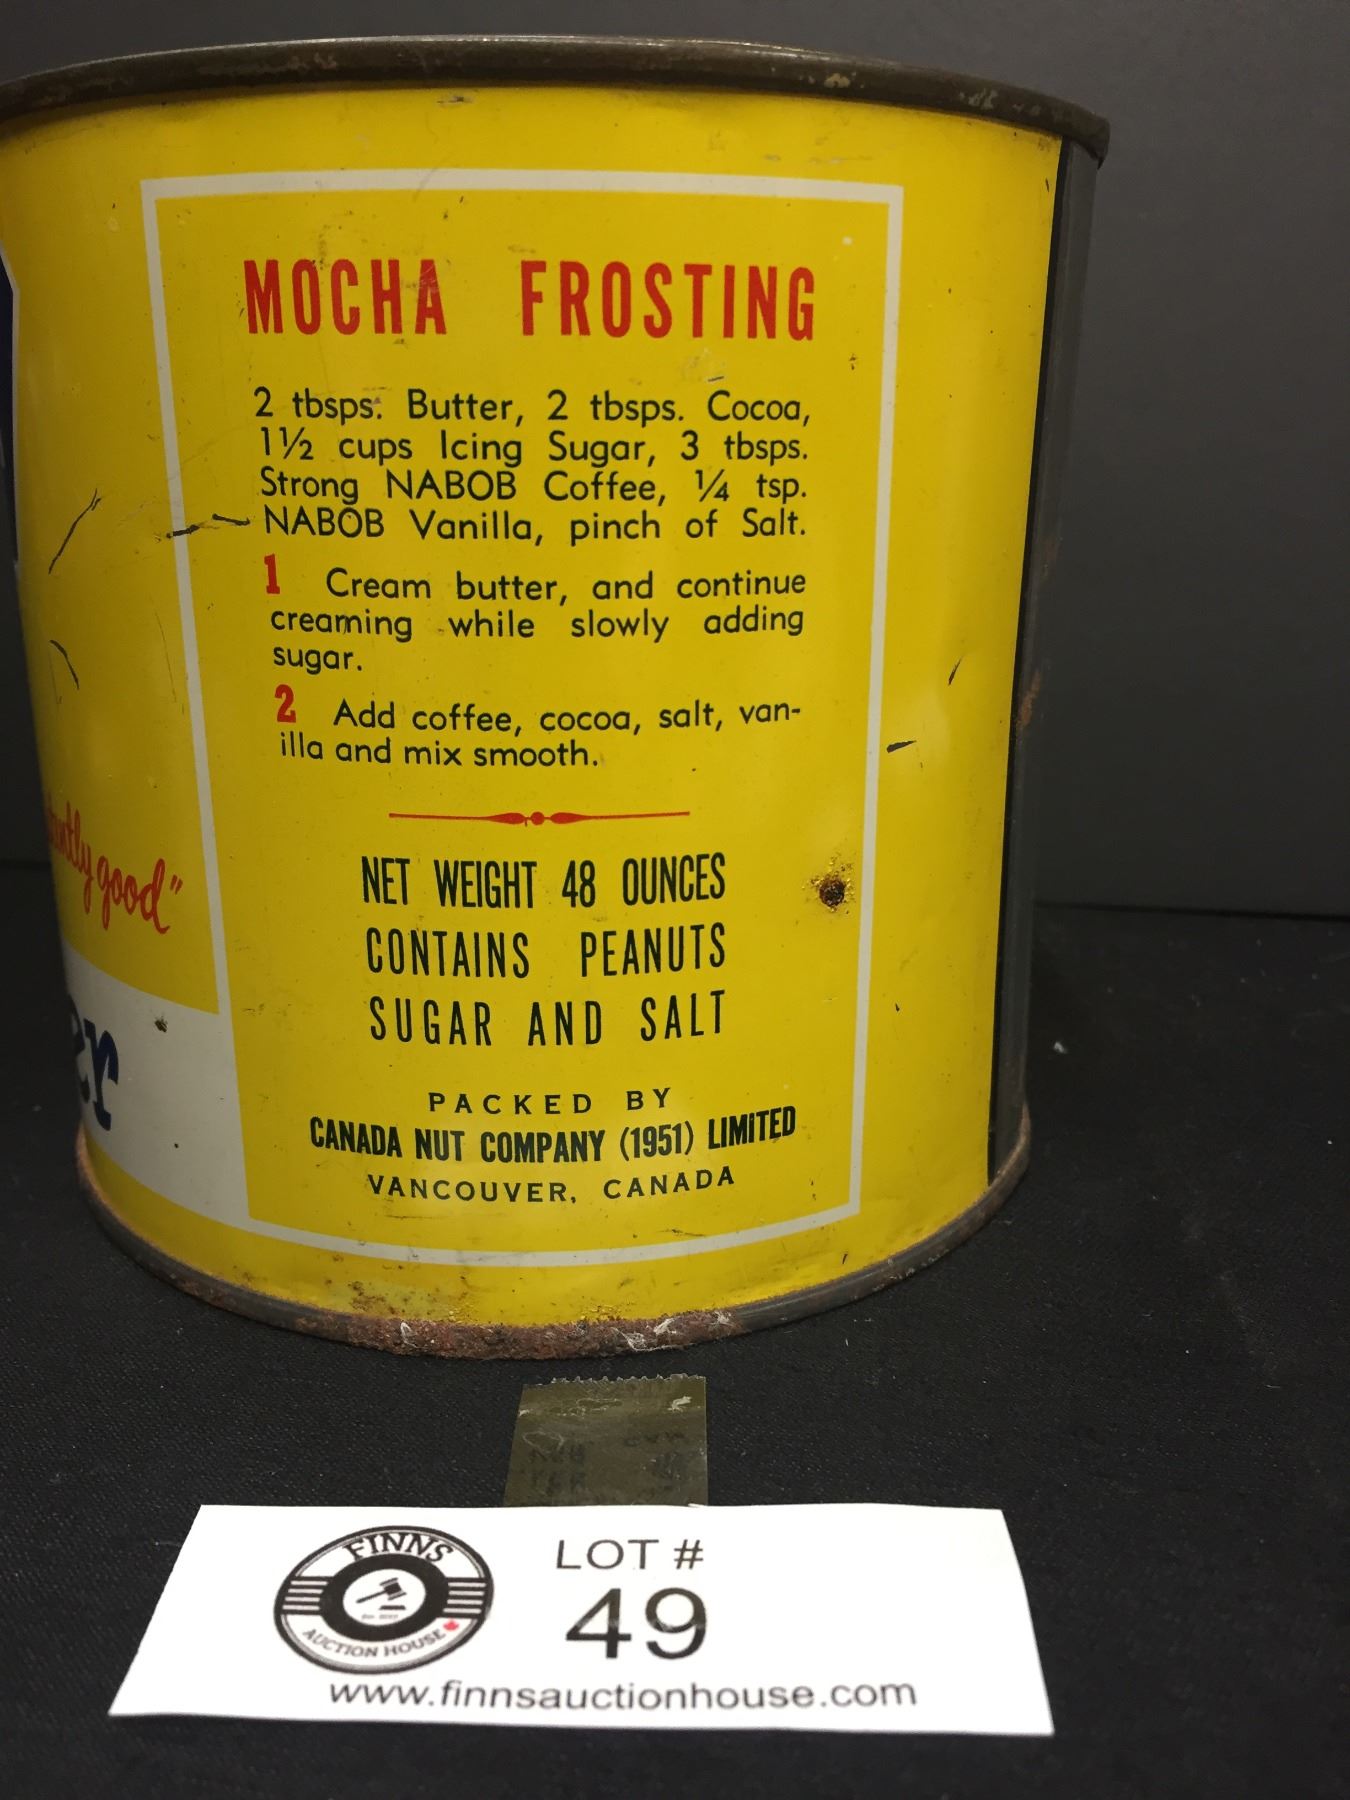 MOCHA FROSTING
2 tbsps. Butter, 2 tbsps. Cocoa,
1½ cups Icing Sugar, 3 tbsps.
Strong NABOB Coffee, ¼ tsp.
NABOB Vanilla, pinch of Salt.
1 Cream butter, and continue
creaming while slowly adding
sugar.
2 Add coffee, cocoa, salt, van-
illa and mix smooth.
good"
er
NET WEIGHT 48 OUNCES
CONTAINS PEANUTS
SUGAR AND SALT
PACKED BY
CANADA NUT COMPANY (1951) LIMITED
VANCOUVER, CANADA
FINNS
AUCTION HOUSE
LOT #
49
www.finnsauctionhouse.com